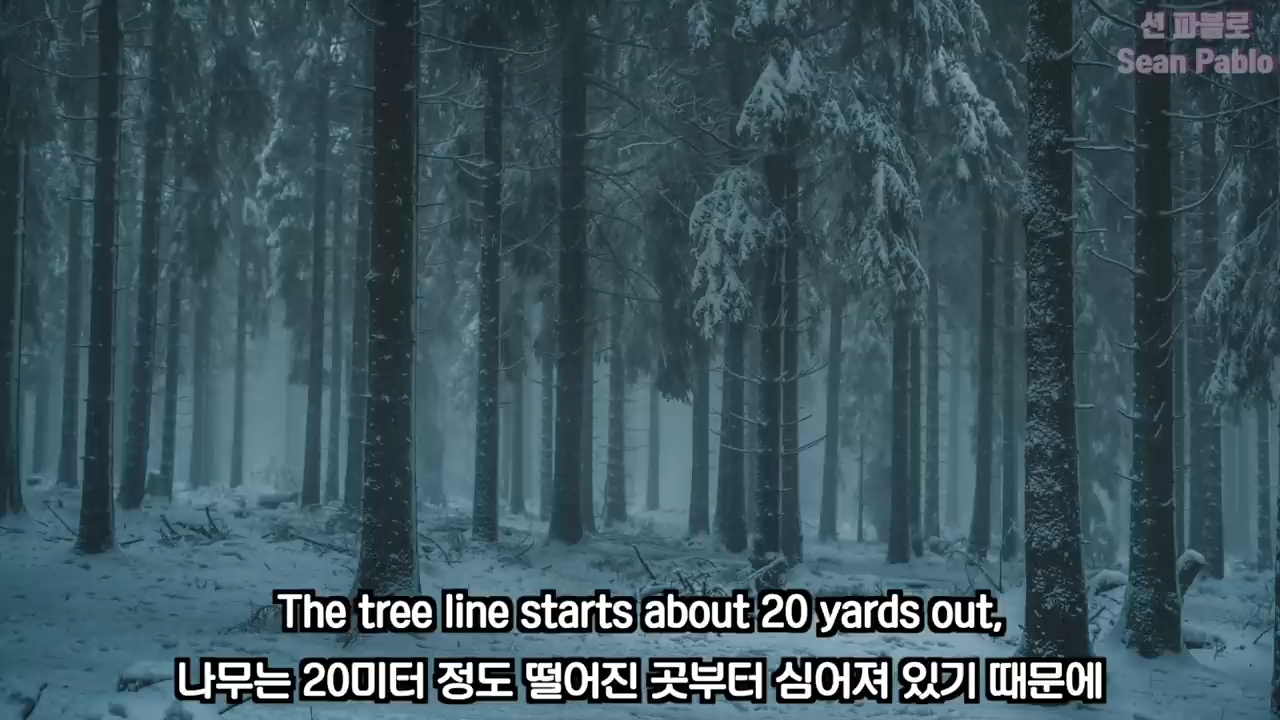 션 파블로
Sean Pablo
The tree line starts about 20 yards out,
나무는 20미터 정도 떨어진 곳부터 심어져 있기 때문에